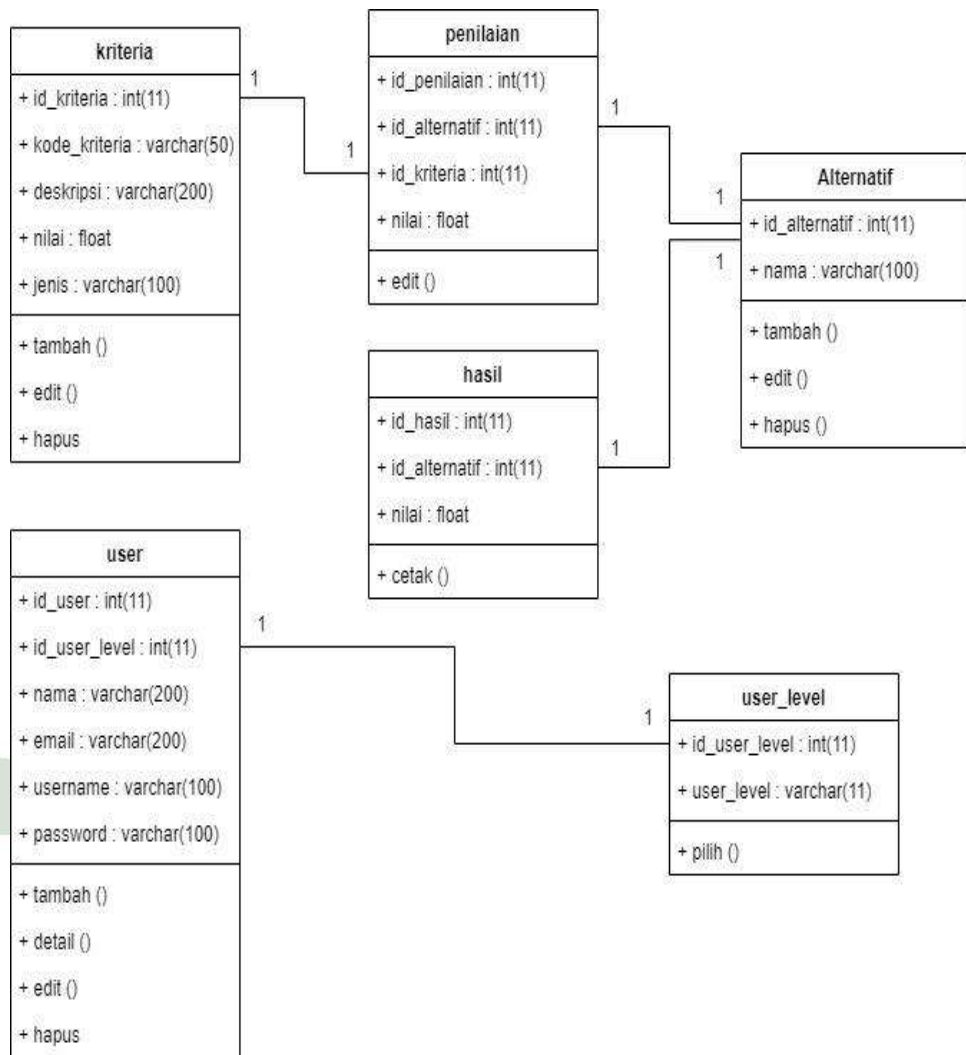 kriteria
+ id_kriteria : int(11)
+ kode_kriteria : varchar(50)
+ deskripsi : varchar(200)
+ nilai : float
+ jenis : varchar(100)
+ tambah ()
+ edit ()
+ hapus
1
1
penilaian
+ id_penilaian : int(11)
+ id_alternatif : int(11)
+ id_kriteria : int(11)
+ nilai : float
+ edit ()
1
1
1
Alternatif
+ id_alternatif : int(11)
+ nama : varchar(100)
+ tambah ()
+ edit ()
+ hapus ()
hasil
+ id_hasil : int(11)
+ id_alternatif : int(11)
+ nilai : float
+ cetak ()
1
user
+ id_user : int(11)
+ id_user_level : int(11)
+ nama : varchar(200)
+ email : varchar(200)
+ username : varchar(100)
+ password : varchar(100)
+ tambah ()
+ detail ()
+ edit ()
+ hapus
1
1
user_level
+ id_user_level : int(11)
+ user_level : varchar(11)
+ pilih ()